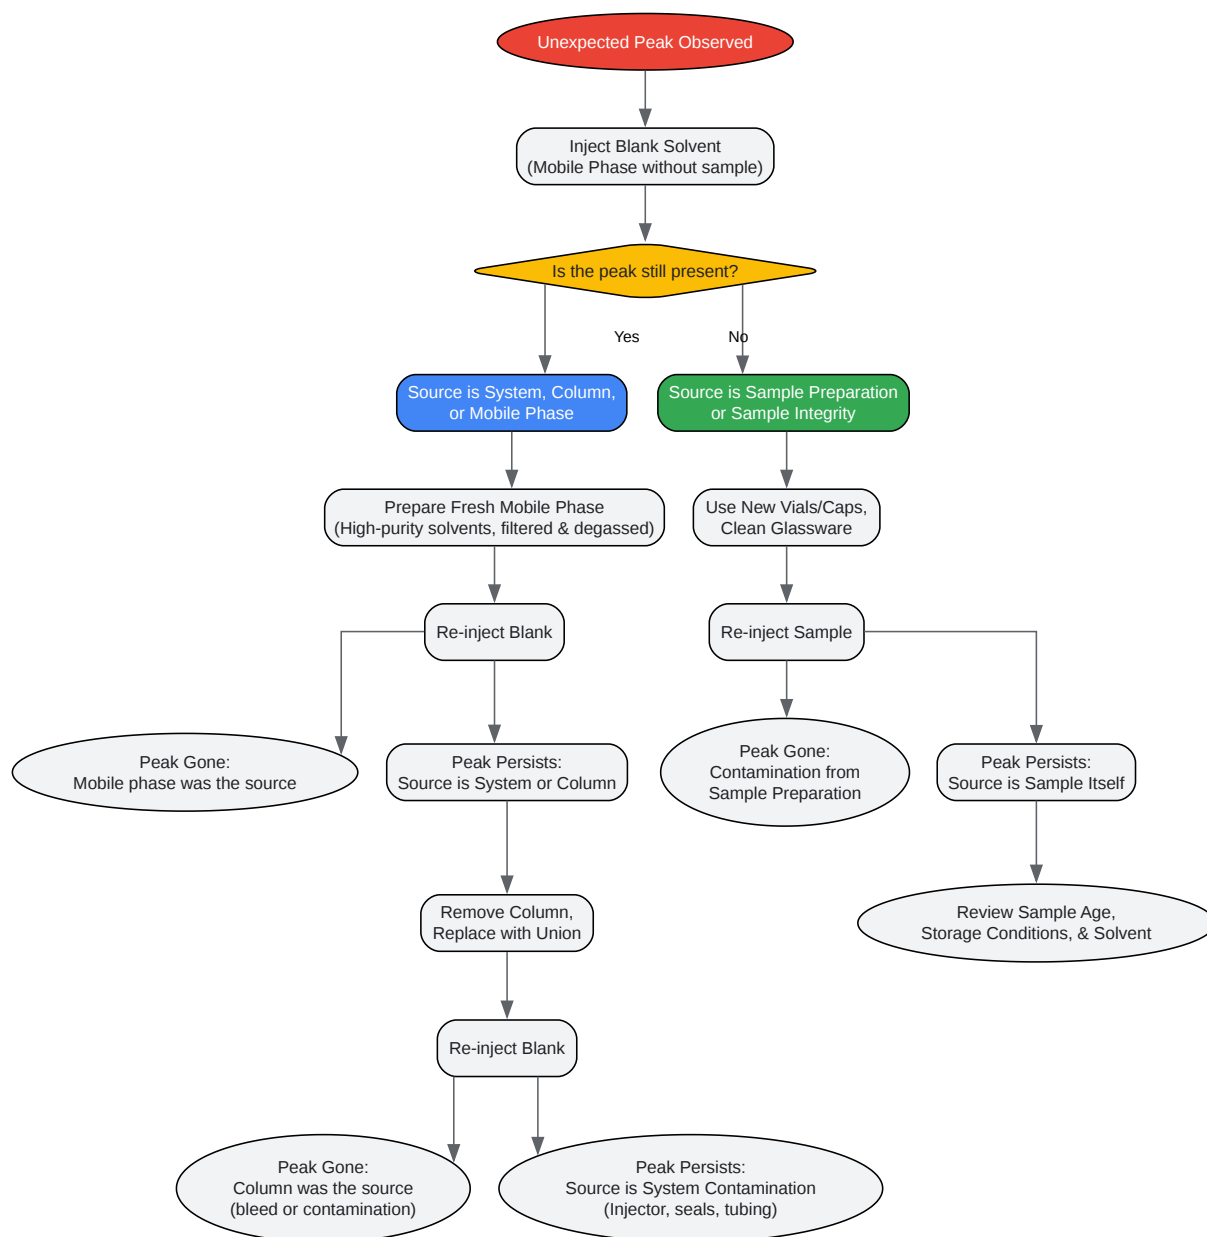 Unexpected Peak Observed
Inject Blank Solvent
(Mobile Phase without sample)
Is the peak still present?
Yes
No
Source is System, Column,
or Mobile Phase
Source is Sample Preparation
or Sample Integrity
Prepare Fresh Mobile Phase
(High-purity solvents, filtered & degassed)
Use New Vials/Caps,
Clean Glassware
Re-inject Blank
Re-inject Sample
Peak Gone:
Mobile phase was the source
Peak Persists:
Source is System or Column
Peak Gone:
Contamination from
Sample Preparation
Peak Persists:
Source is Sample Itself
Remove Column,
Replace with Union
Review Sample Age,
Storage Conditions, & Solvent
Re-inject Blank
Peak Gone:
Column was the source
(bleed or contamination)
Peak Persists:
Source is System Contamination
(Injector, seals, tubing)